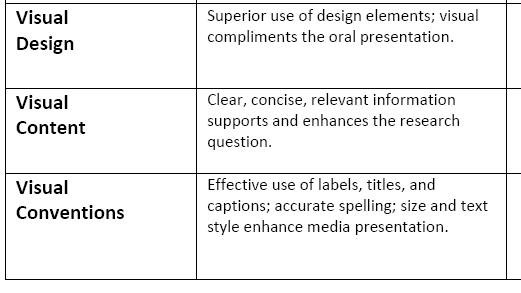 Visual
Design
Superior use of design elements; visual
compliments the oral presentation.
Visual
Content
Clear, concise, relevant information
supports and enhances the research
question.
Visual
Conventions
Effective use of labels, titles, and
captions; accurate spelling; size and text
style enhance media presentation.